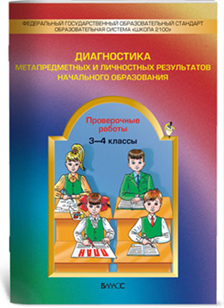 ФЕДЕРАЛЬНЫЙ ГОСУДАРСТВЕННЫЙ ОБРАЗОВАТЕЛЬНЫЙ СТАНДАРТ
ОБРАЗОВАТЕЛЬНАЯ СИСТЕМА «ШКОЛА 2100»
ДИАГНОСТИКА
МЕТАПРЕДМЕТНЫХ И ЛИЧНОСТНЫХ РЕЗУЛЬТАТОВ
НАЧАЛЬНОГО ОБРАЗОВАНИЯ
Проверочные
работы
3–4 классы
БАЛАСС